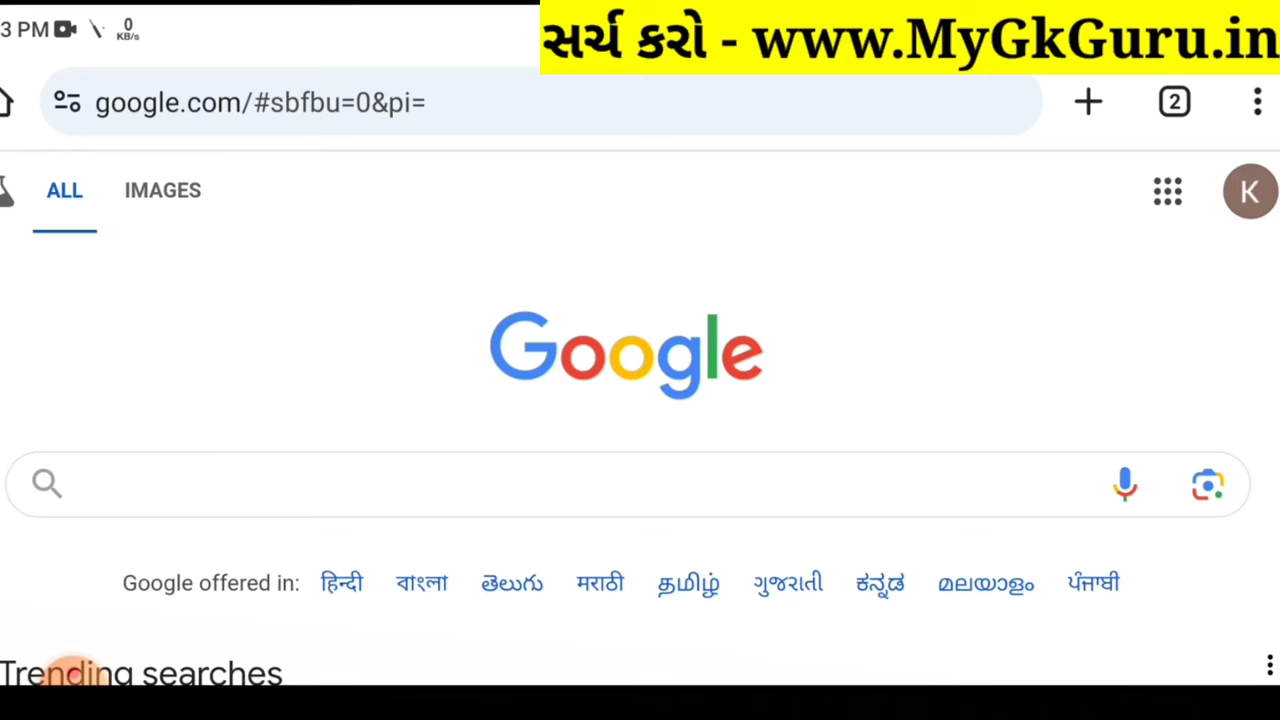 3 PM 0 KB/s
સર્ચ કરો - www.MyGkGuru.in
google.com/#sbfbu=0&pi=
2
ALL IMAGES
K
Google
Google offered in: हिन्दी বাংলা తెలుగు मराठी தமிழ் ગુજરાતી ಕನ್ನಡ മലയാളം ਪੰਜਾਬੀ
Trending searches